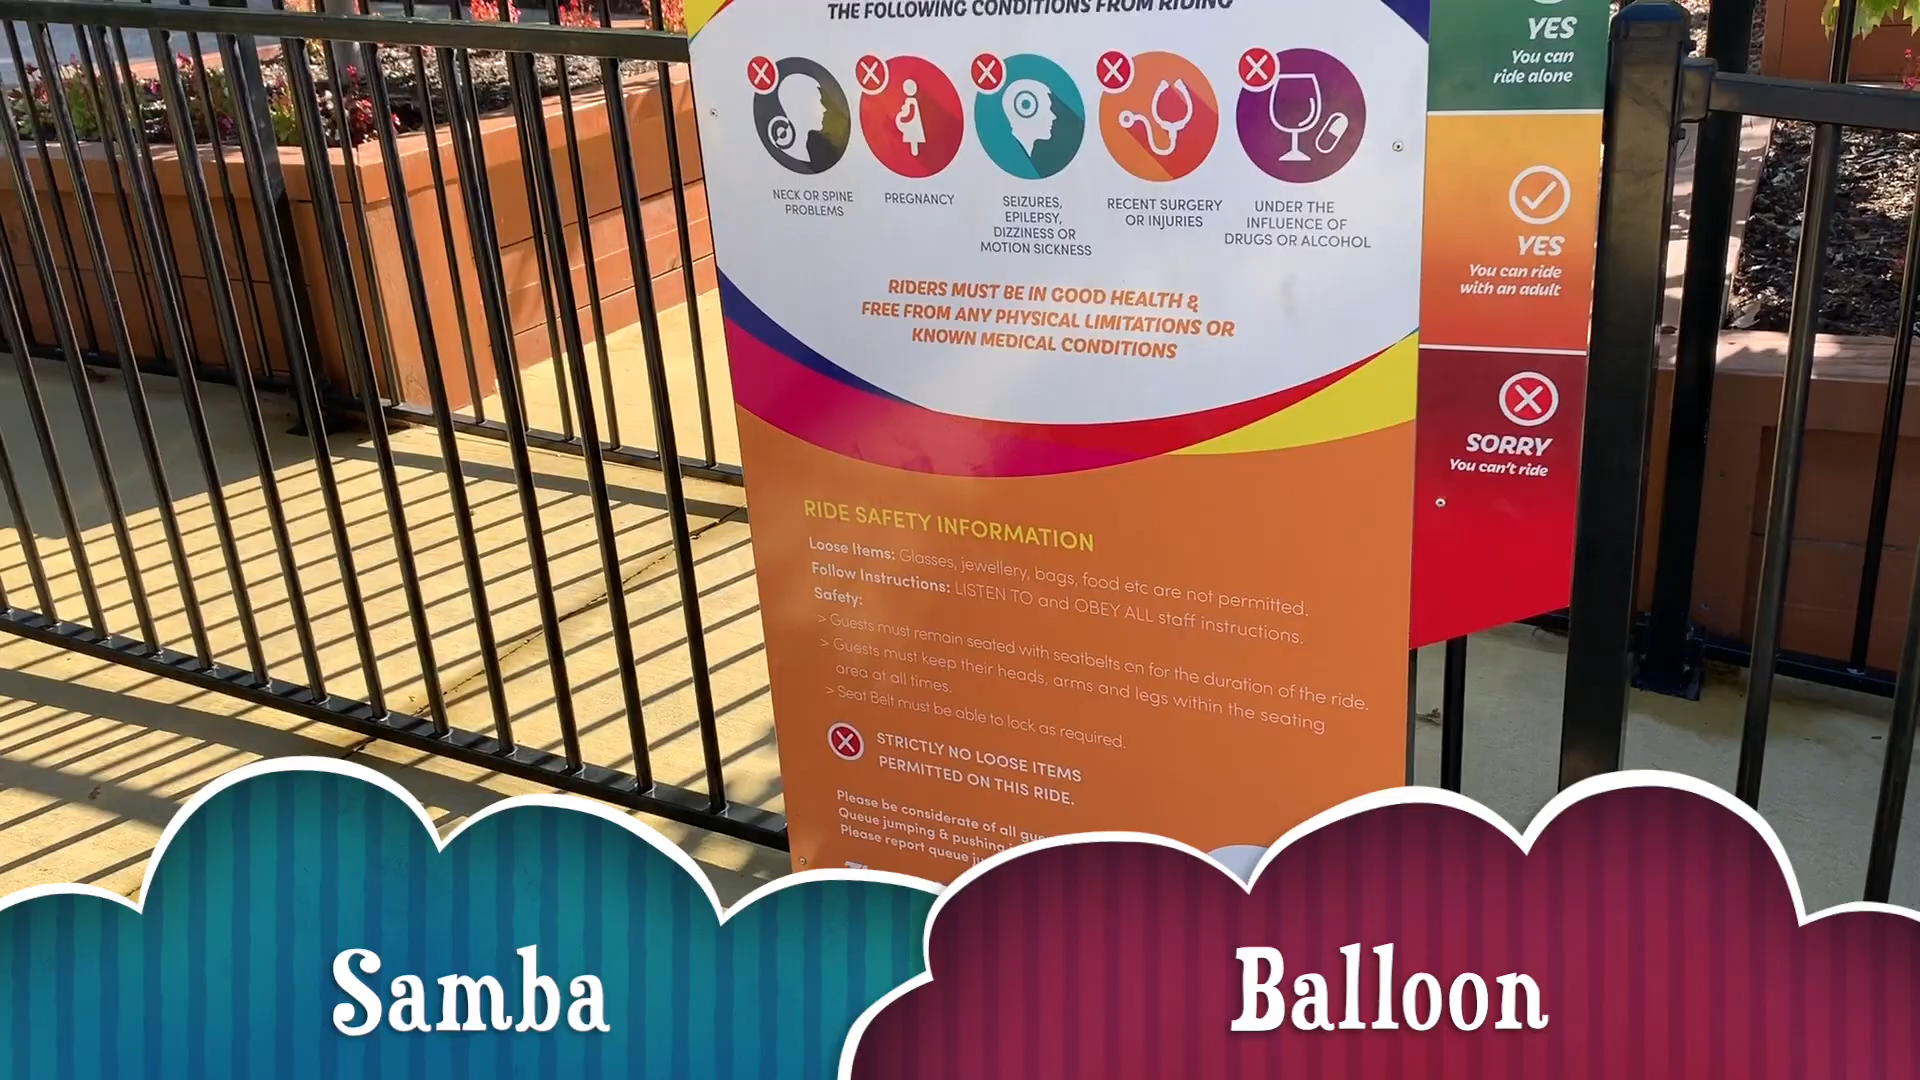 THE FOLLOWING CONDITIONS FROM RIDING
NECK OR SPINE
PROBLEMS
PREGNANCY
SEIZURES,
EPILEPSY,
DIZZINESS OR
MOTION SICKNESS
RECENT SURGERY
OR INJURIES
UNDER THE
INFLUENCE OF
DRUGS OR ALCOHOL
RIDERS MUST BE IN GOOD HEALTH &
FREE FROM ANY PHYSICAL LIMITATIONS OR
KNOWN MEDICAL CONDITIONS
YES
You can
ride alone
YES
You can ride
with an adult
SORRY
You can't ride
RIDE SAFETY INFORMATION
Loose Items: Glasses, jewellery, bags, food etc are not permitted.
Follow Instructions: LISTEN TO and OBEY ALL staff instructions.
Safety:
> Guests must remain seated with seatbelts on for the duration of the ride.
> Guests must keep their heads, arms and legs within the seating
area at all times.
> Seat Belt must be able to lock as required.
STRICTLY NO LOOSE ITEMS
PERMITTED ON THIS RIDE.
Please be considerate of all
Queue jumping & pushing
Please report queue
Samba
Balloon